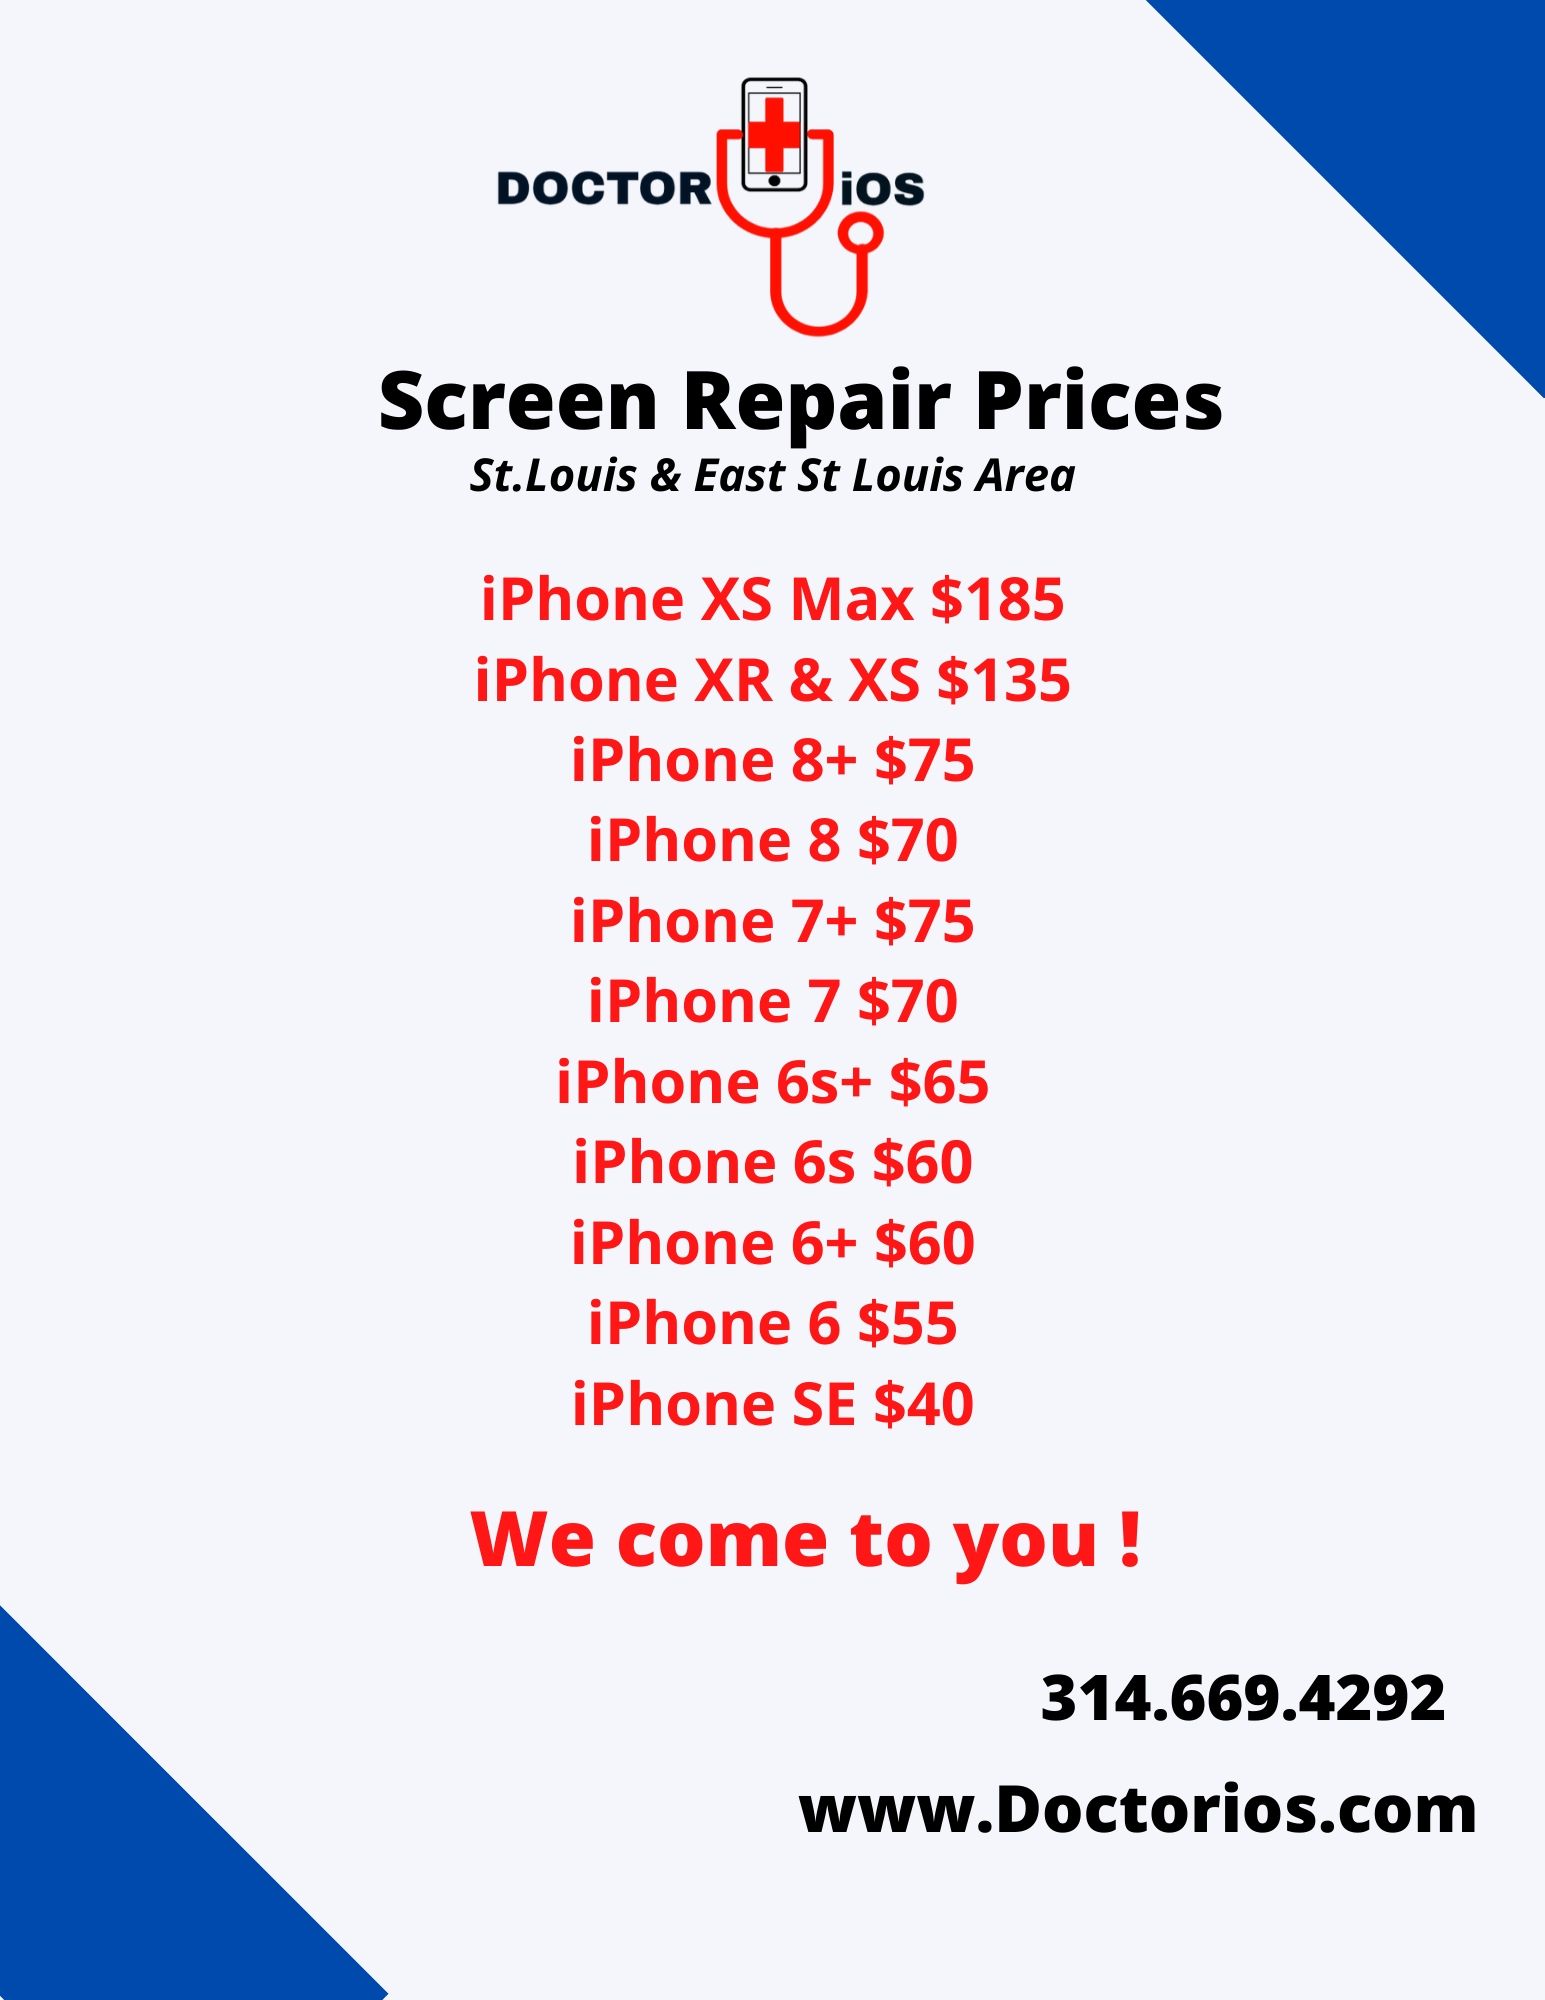 DOCTOR iOS
Screen Repair Prices
St.Louis & East St Louis Area
iPhone XS Max $185
iPhone XR & XS $135
iPhone 8+ $75
iPhone 8 $70
iPhone 7+ $75
iPhone 7 $70
iPhone 6s+ $65
iPhone 6s $60
iPhone 6+ $60
iPhone 6 $55
iPhone SE $40
We come to you !
314.669.4292
www.Doctorios.com